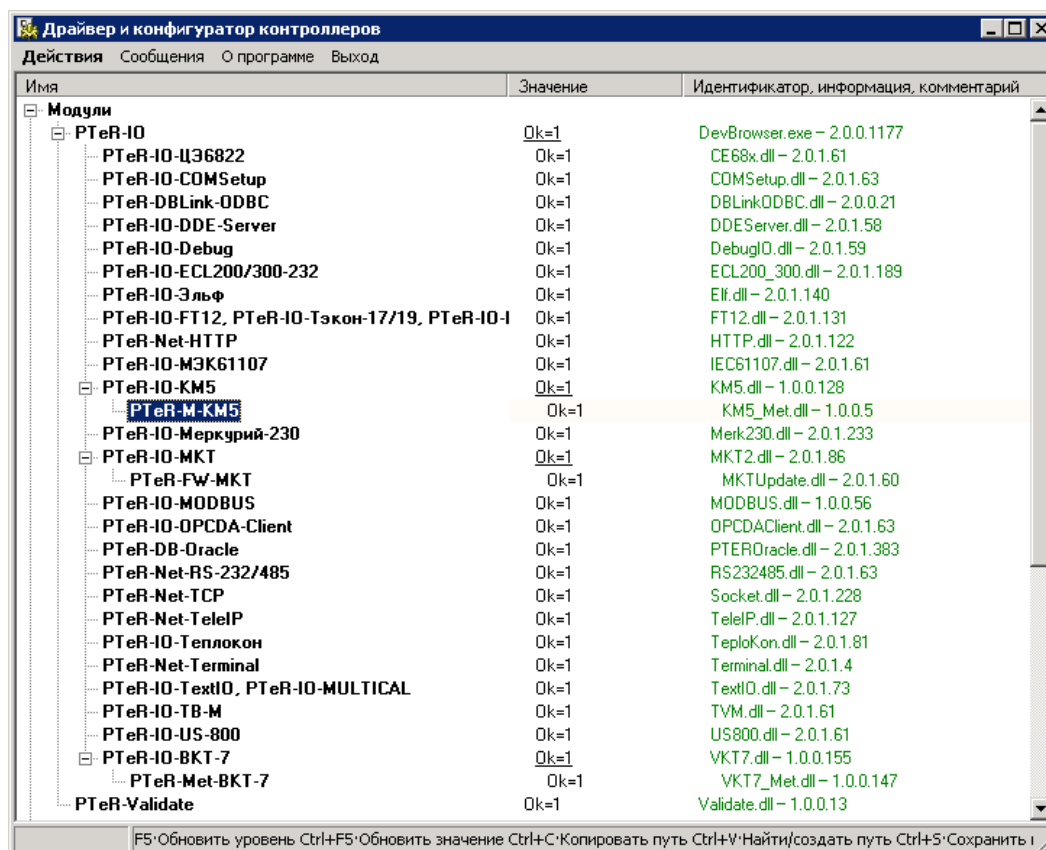 Драйвер и конфигуратор контроллеров
Действия Сообщения О программе Выход
Имя Значение Идентификатор, информация, комментарий
Модули
PTeR-IO Ok=1 DevBrowser.exe – 2.0.0.1177
PTeR-IO-ЦЭ6822 Ok=1 CE68x.dll – 2.0.1.61
PTeR-IO-COMSetup Ok=1 COMSetup.dll – 2.0.1.63
PTeR-DBLink-ODBC Ok=1 DBLinkODBC.dll – 2.0.0.21
PTeR-IO-DDE-Server Ok=1 DDEServer.dll – 2.0.1.58
PTeR-IO-Debug Ok=1 DebugIO.dll – 2.0.1.59
PTeR-IO-ECL200/300-232 Ok=1 ECL200_300.dll – 2.0.1.189
PTeR-IO-Эльф Ok=1 Elf.dll – 2.0.1.140
PTeR-IO-FT12, PTeR-IO-Тэкон-17/19, PTeR-IO-I Ok=1 FT12.dll – 2.0.1.131
PTeR-Net-HTTP Ok=1 HTTP.dll – 2.0.1.122
PTeR-IO-МЭК61107 Ok=1 IEC61107.dll – 2.0.1.61
PTeR-IO-KM5 Ok=1 KM5.dll – 1.0.0.128
PTeR-M-KM5 Ok=1 KM5_Met.dll – 1.0.0.5
PTeR-IO-Меркурий-230 Ok=1 Merk230.dll – 2.0.1.233
PTeR-IO-MKT Ok=1 MKT2.dll – 2.0.1.86
PTeR-FW-MKT Ok=1 MKTUpdate.dll – 2.0.1.60
PTeR-IO-MODBUS Ok=1 MODBUS.dll – 1.0.0.56
PTeR-IO-OPCDA-Client Ok=1 OPCDAClient.dll – 2.0.1.63
PTeR-DB-Oracle Ok=1 PTEROracle.dll – 2.0.1.383
PTeR-Net-RS-232/485 Ok=1 RS232485.dll – 2.0.1.63
PTeR-Net-TCP Ok=1 Socket.dll – 2.0.1.228
PTeR-Net-TeleIP Ok=1 TeleIP.dll – 2.0.1.127
PTeR-IO-Теплокон Ok=1 TeploKon.dll – 2.0.1.81
PTeR-Net-Terminal Ok=1 Terminal.dll – 2.0.1.4
PTeR-IO-TextIO, PTeR-IO-MULTICAL Ok=1 TextIO.dll – 2.0.1.73
PTeR-IO-ТВ-М Ok=1 TVM.dll – 2.0.1.61
PTeR-IO-US-800 Ok=1 US800.dll – 2.0.1.61
PTeR-IO-ВКТ-7 Ok=1 VKT7.dll – 1.0.0.155
PTeR-Met-ВКТ-7 Ok=1 VKT7_Met.dll – 1.0.0.147
PTeR-Validate Ok=1 Validate.dll – 1.0.0.13
F5·Обновить уровень Ctrl+F5·Обновить значение Ctrl+C·Копировать путь Ctrl+V·Найти/создать путь Ctrl+S·Сохранить